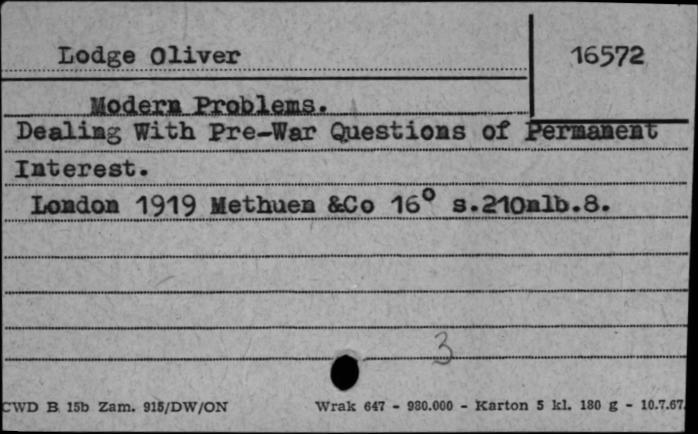 Lodge Oliver
16572
Modern Problems.
Dealing With Pre-War Questions of Permanent
Interest.
London 1919 Methuen &Co 16° s.210nlb.8.
3
CWD B 15b Zam. 915/DW/ON Wrak 647 - 980.000 - Karton 5 kl. 180 g - 10.7.67.